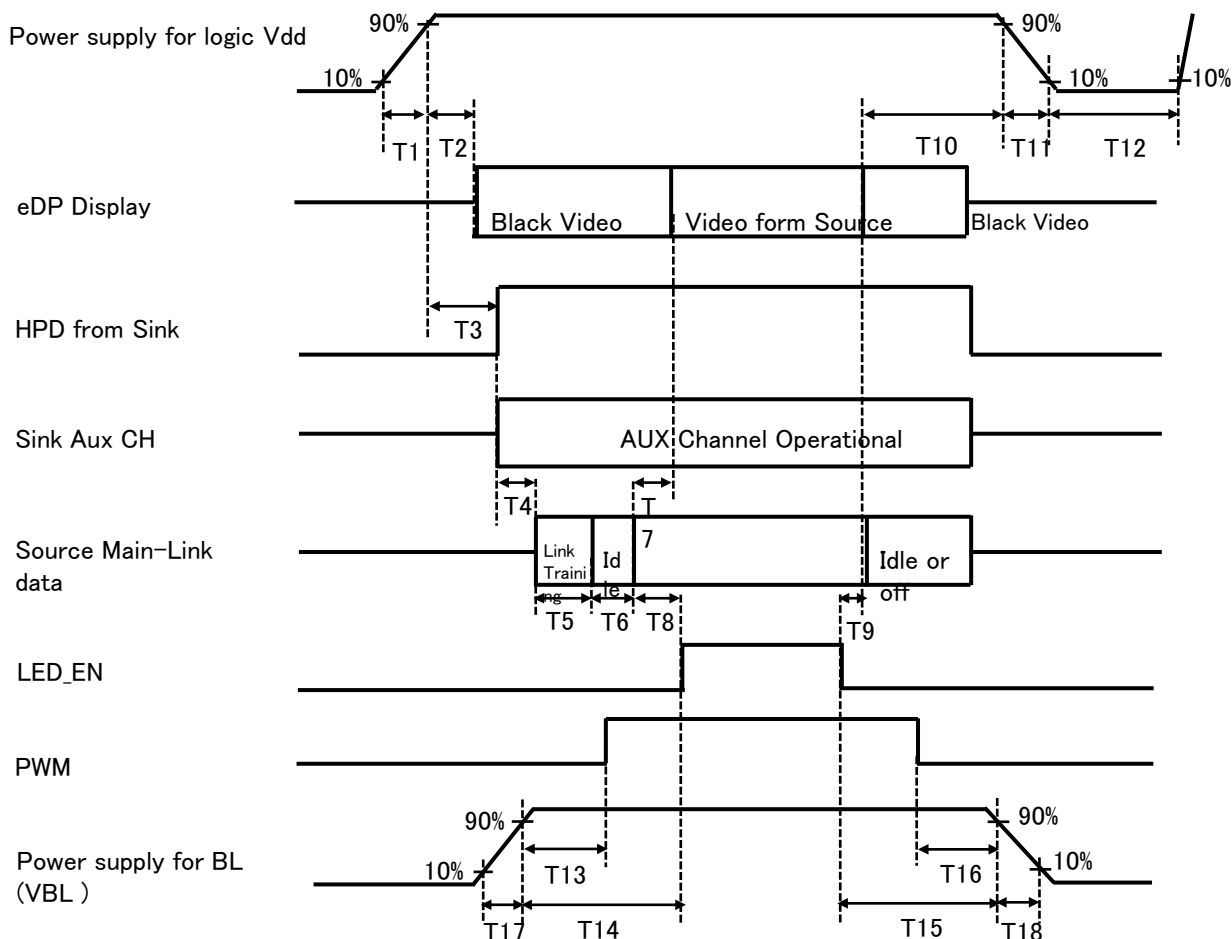 90%
90%
Power supply for logic Vdd
10%
10%
10%
T1
T2
T10
T11
T12
eDP Display
Black Video
Video form Source
Black Video
T3
HPD from Sink
Sink Aux CH
AUX Channel Operational
T4
T
7
Source Main-Link
data
Link
Traini
ng
Id
le
Idle or
off
T5
T6
T8
T9
LED_EN
PWM
90%
90%
Power supply for BL
(VBL )
10%
10%
T13
T16
T17
T14
T15
T18